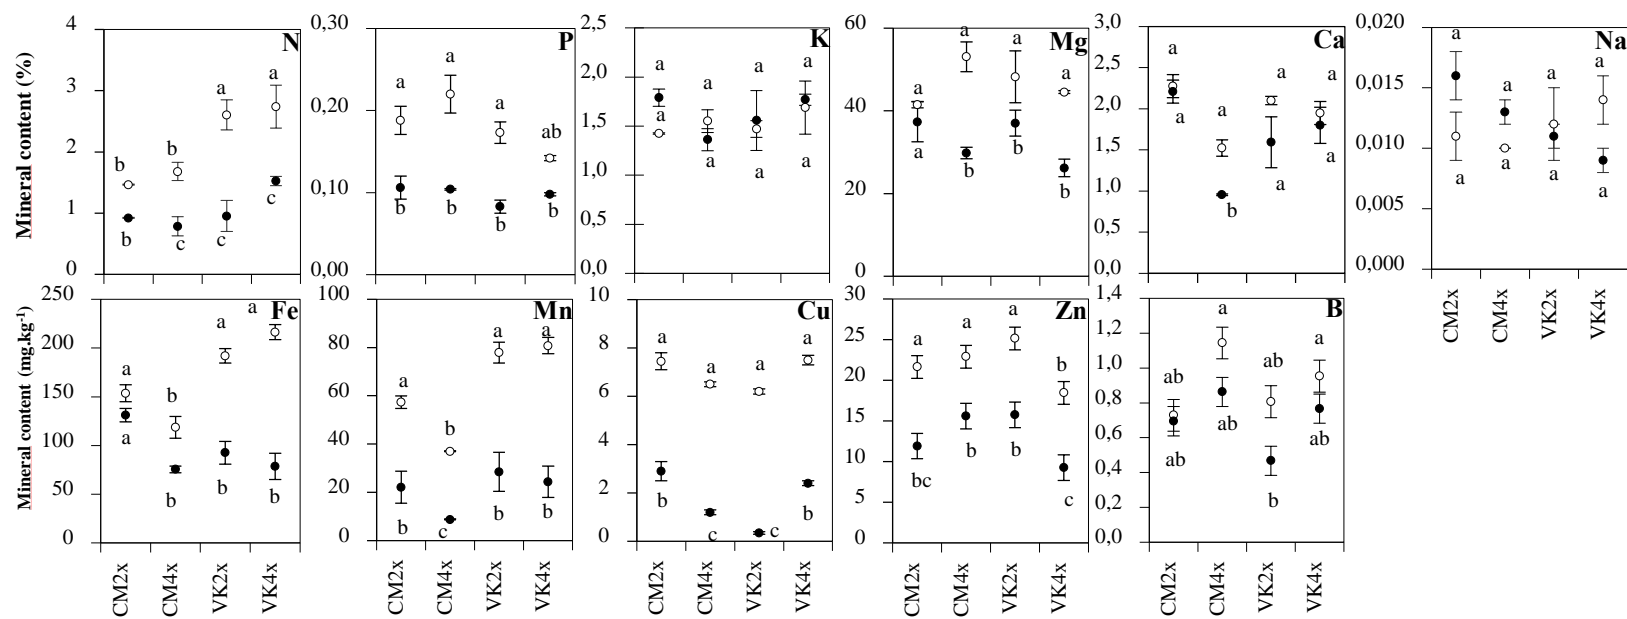 Mineral content (%)
4
3
2
1
0
N
b
b
a
a
b
c
c
c
0,30
0,20
0,10
0,00
P
a
a
a
ab
b
b
b
b
2,5
2,0
1,5
1,0
0,5
0,0
K
a
a
a
a
a
a
a
a
60
40
20
0
Mg
a
a
a
a
a
b
b
b
3,0
2,5
2,0
1,5
1,0
0,5
0,0
Ca
a
a
a
a
a
b
a
a
0,020
0,015
0,010
0,005
0,000
Na
a
a
a
a
a
a
a
a
CM2x
CM4x
VK2x
VK4x
Mineral content (mg.kg-1)
250
200
150
100
50
0
Fe
a
b
a
a
a
b
b
b
CM2x
CM4x
VK2x
VK4x
100
80
60
40
20
0
Mn
a
b
a
a
b
c
b
b
CM2x
CM4x
VK2x
VK4x
10
8
6
4
2
0
Cu
a
a
a
a
b
c
c
b
CM2x
CM4x
VK2x
VK4x
30
25
20
15
10
5
0
Zn
a
a
a
b
bc
b
b
c
CM2x
CM4x
VK2x
VK4x
1,4
1,2
1,0
0,8
0,6
0,4
0,2
0,0
B
ab
a
ab
a
ab
ab
b
ab
CM2x
CM4x
VK2x
VK4x